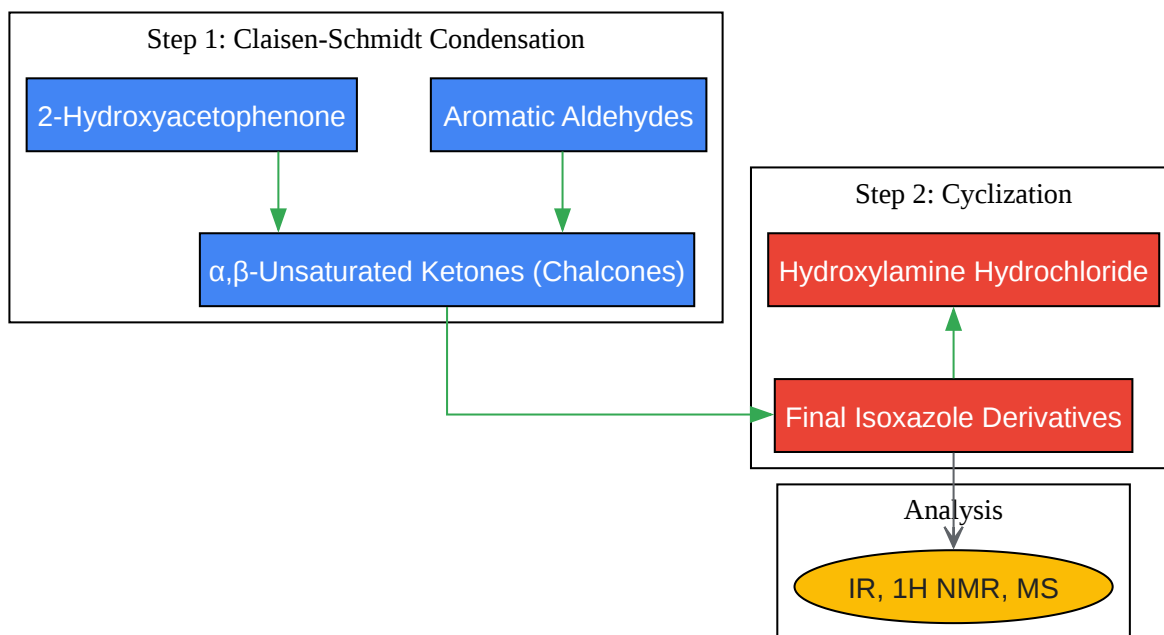 Step 1: Claisen-Schmidt Condensation
2-Hydroxyacetophenone
Aromatic Aldehydes
α,β-Unsaturated Ketones (Chalcones)
Step 2: Cyclization
Hydroxylamine Hydrochloride
Final Isoxazole Derivatives
Analysis
IR, 1H NMR, MS